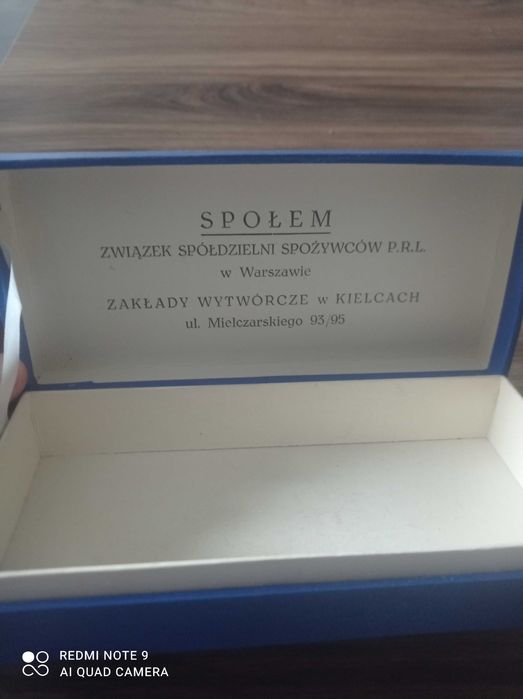 SPOŁEM
ZWIĄZEK SPÓŁDZIELNI SPOŻYWCÓW P.R.L.
w Warszawie
ZAKŁADY WYTWÓRCZE w KIELCACH
ul. Mielczarskiego 93/95
REDMI NOTE 9
AI QUAD CAMERA